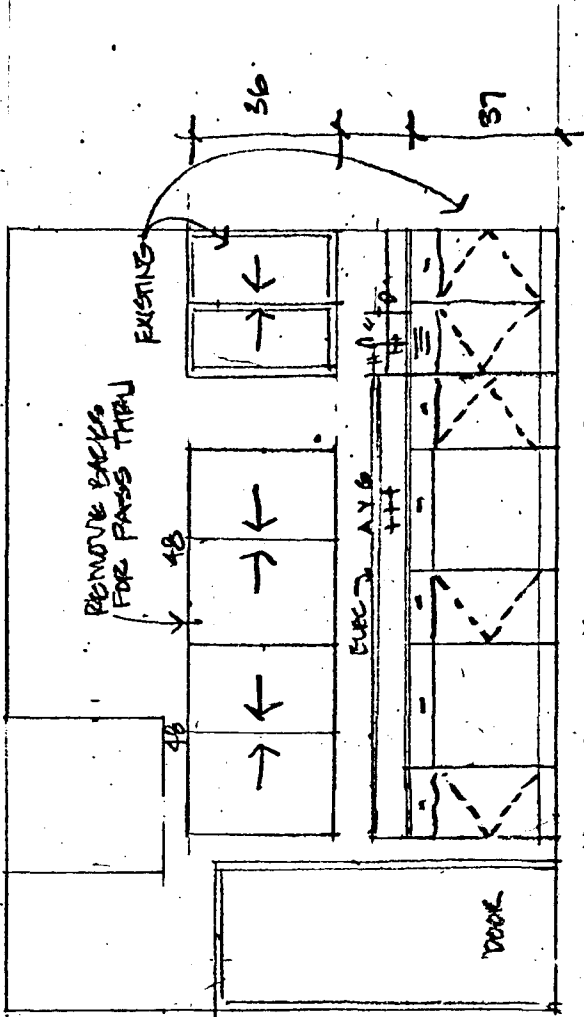 REMOVE BACKS
FOR PASS THRU
EXISTING
36
48
48
ELEC
A V G
37
DOOR